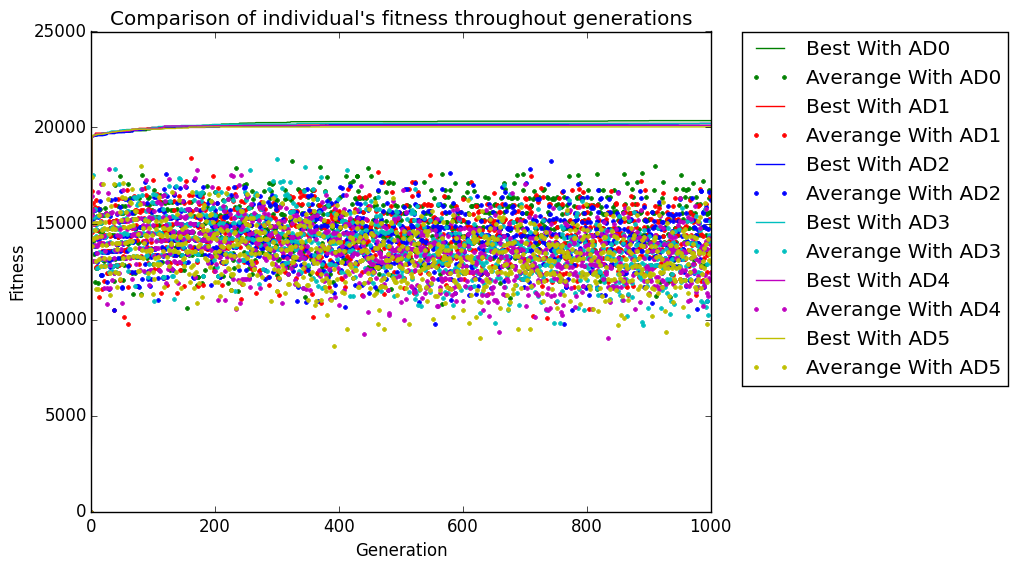 Comparison of individual's fitness throughout generations
25000
20000
15000
10000
5000
0
Fitness
0 200 400 600 800 1000
Generation
Best With AD0
Averange With AD0
Best With AD1
Averange With AD1
Best With AD2
Averange With AD2
Best With AD3
Averange With AD3
Best With AD4
Averange With AD4
Best With AD5
Averange With AD5